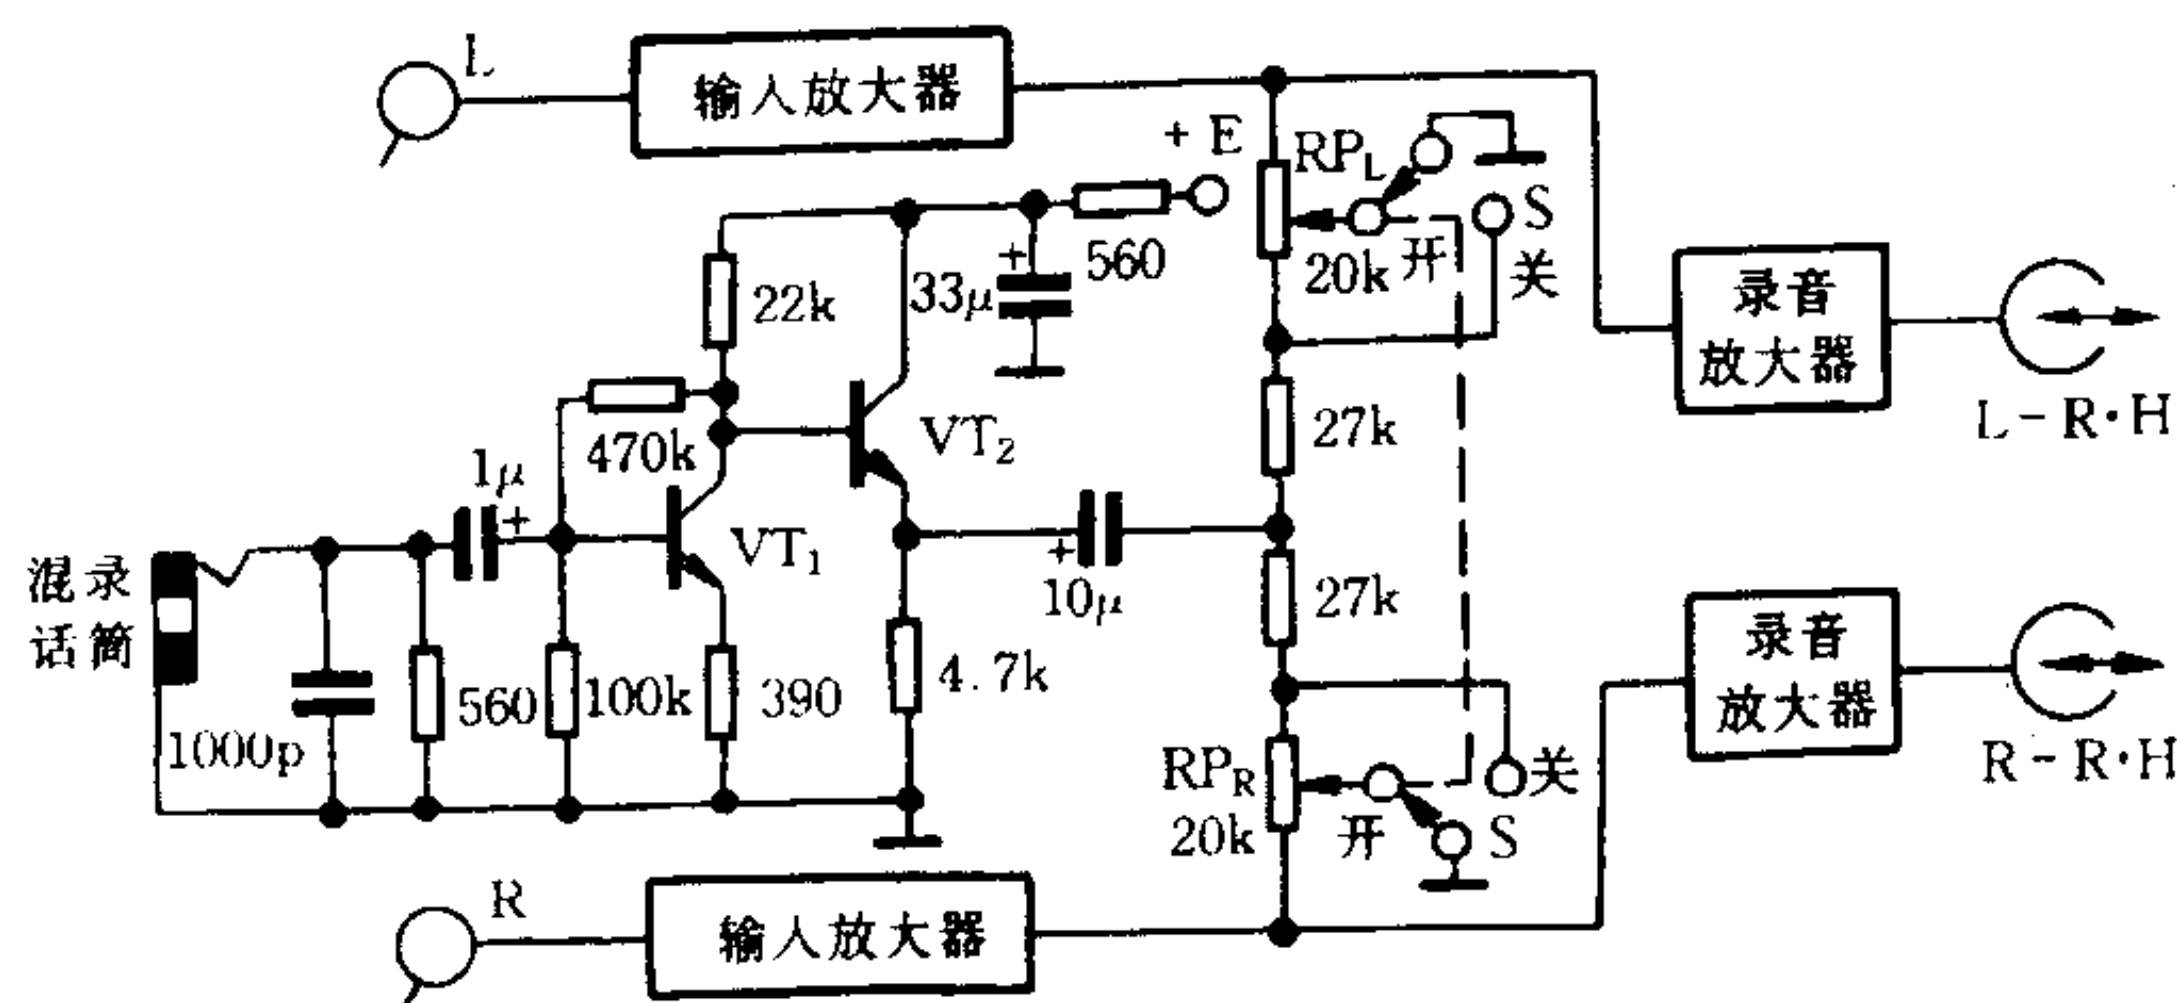 L
输入放大器
+ E
RP_L
20k
开
S
关
560
33μ
22k
470k
VT₂
1μ
+
VT₁
混录
话筒
1000p
560
100k
390
4.7k
+
10μ
+
27k
27k
录音
放大器
L-R·H
录音
放大器
R-R·H
RP_R
20k
开
关
S
R
输入放大器